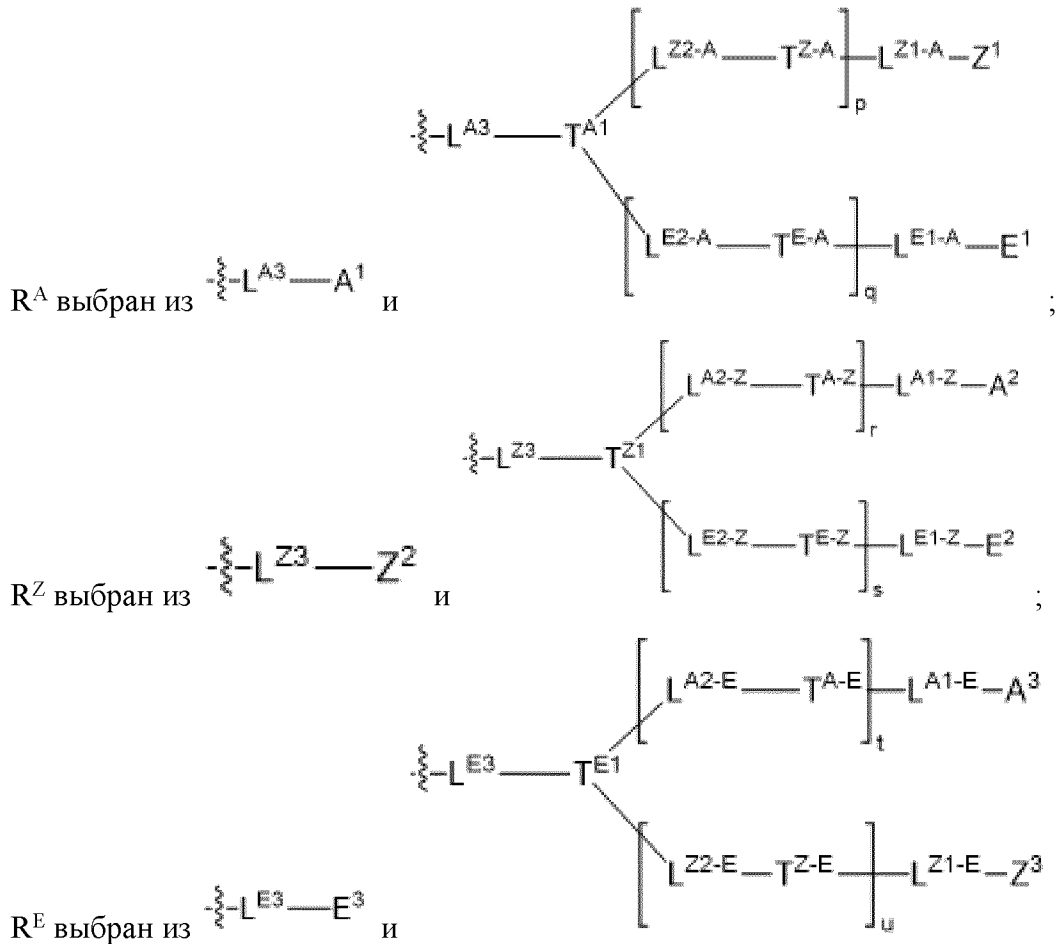 [L^Z2-A — T^Z-A]_p — L^Z1-A — Z^1
L^A3 — T^A1
[L^E2-A — T^E-A]_q — L^E1-A — E^1
R^A выбран из L^A3 — A^1 и ;
[L^A2-Z — T^A-Z]_r — L^A1-Z — A^2
L^Z3 — T^Z1
[L^E2-Z — T^E-Z]_s — L^E1-Z — E^2
R^Z выбран из L^Z3 — Z^2 и ;
[L^A2-E — T^A-E]_t — L^A1-E — A^3
L^E3 — T^E1
[L^Z2-E — T^Z-E]_u — L^Z1-E — Z^3
R^E выбран из L^E3 — E^3 и